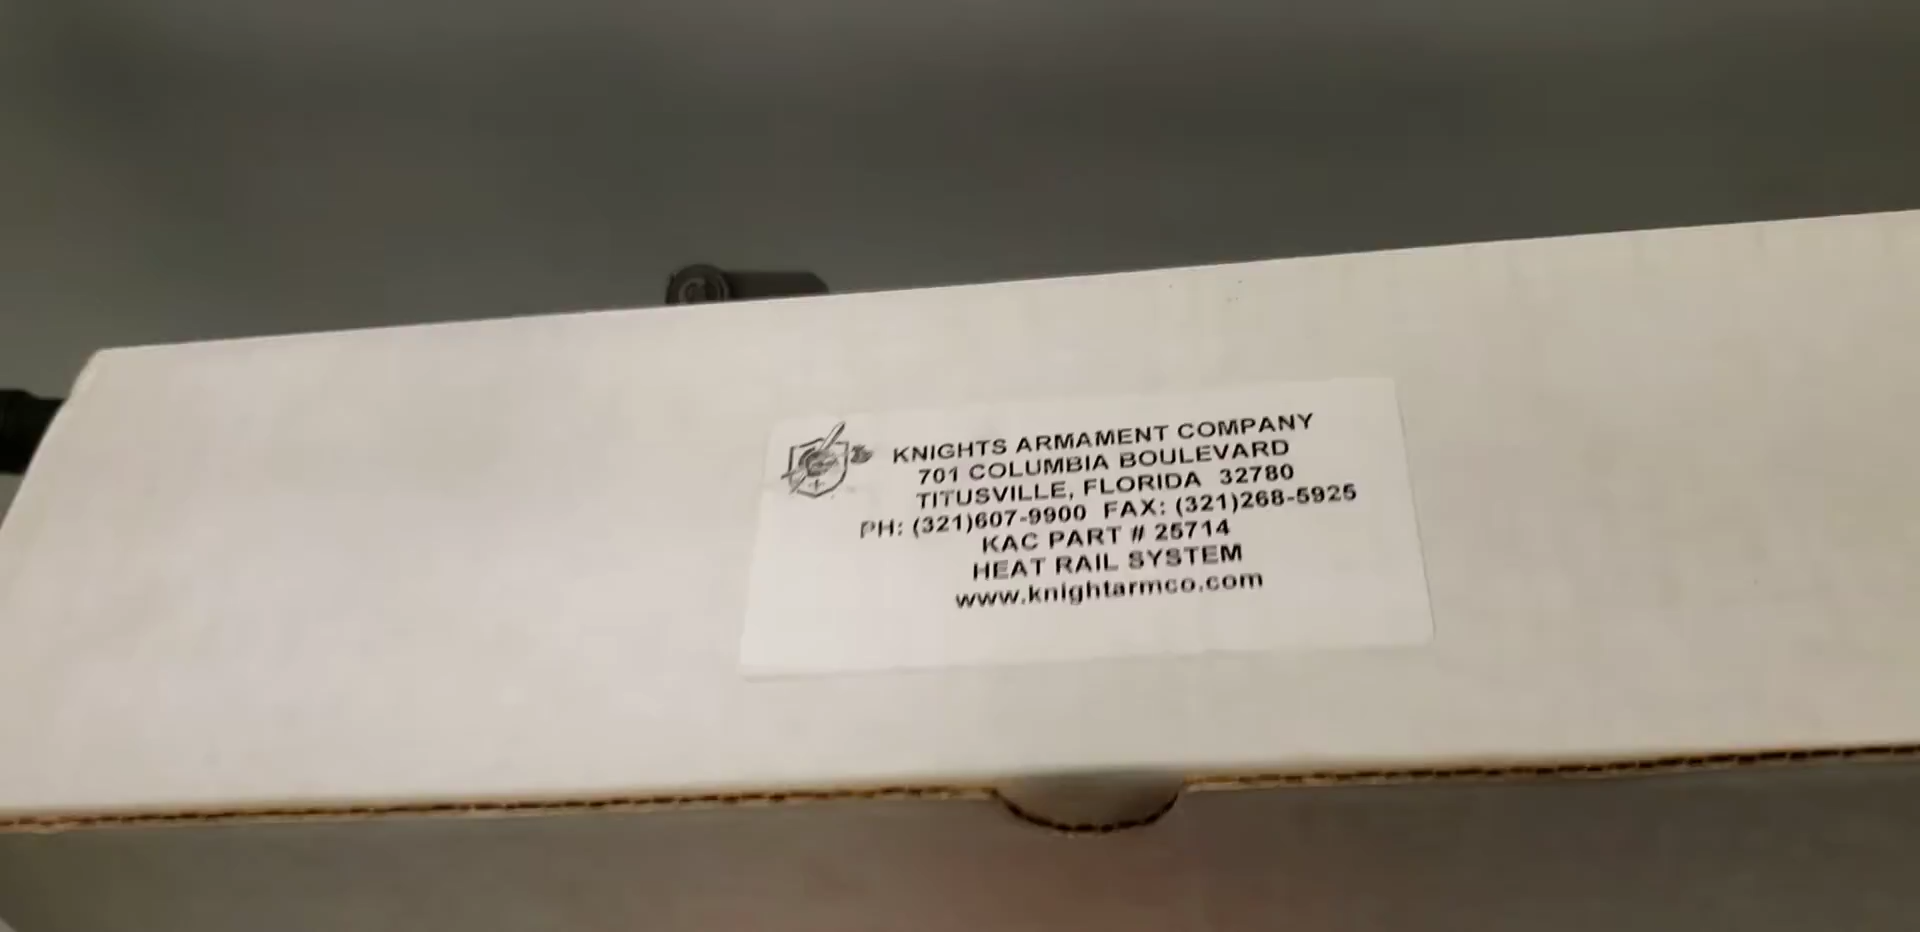 KNIGHTS ARMAMENT COMPANY
701 COLUMBIA BOULEVARD
TITUSVILLE, FLORIDA 32780
PH: (321)607-9900 FAX: (321)268-5925
KAC PART # 25714
HEAT RAIL SYSTEM
www.knightarmco.com